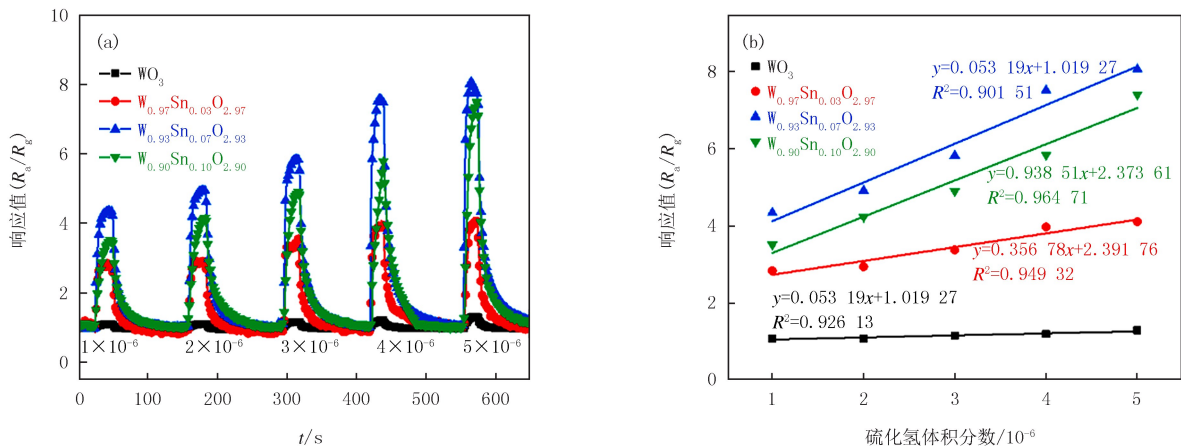 (a)
WO₃
W₀.₉₇Sn₀.₀₃O₂.₉₇
W₀.₉₃Sn₀.₀₇O₂.₉₃
W₀.₉₀Sn₀.₁₀O₂.₉₀
响应值(Rₐ/R_g)
10
8
6
4
2
0
1×10⁻⁶ 2×10⁻⁶ 3×10⁻⁶ 4×10⁻⁶ 5×10⁻⁶
0 100 200 300 400 500 600
t/s
(b)
WO₃
W₀.₉₇Sn₀.₀₃O₂.₉₇
W₀.₉₃Sn₀.₀₇O₂.₉₃
W₀.₉₀Sn₀.₁₀O₂.₉₀
y=0.053 19x+1.019 27
R²=0.901 51
y=0.938 51x+2.373 61
R²=0.964 71
y=0.356 78x+2.391 76
R²=0.949 32
y=0.053 19x+1.019 27
R²=0.926 13
响应值(Rₐ/R_g)
8
6
4
2
0
1 2 3 4 5
硫化氢体积分数/10⁻⁶